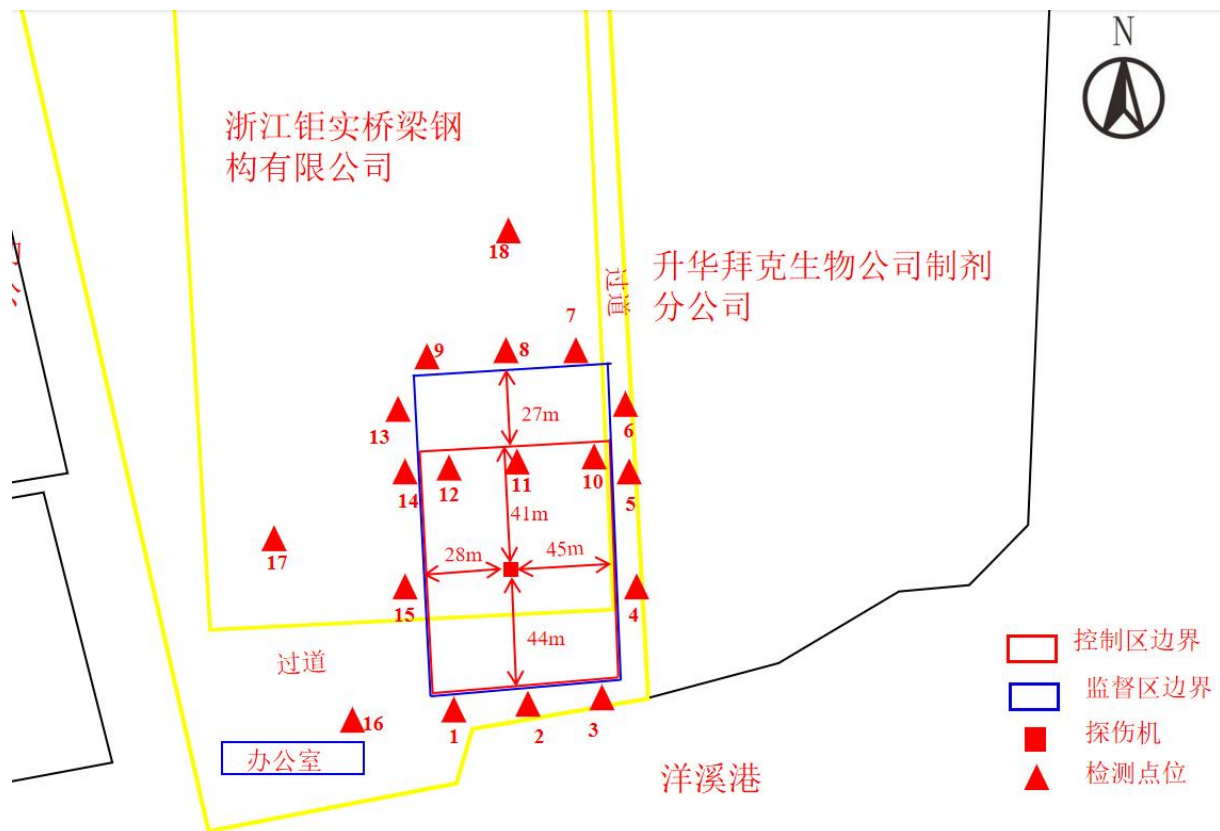 N
浙江钜实桥梁钢
构有限公司
18
升华拜克生物公司制剂
分公司
过道
7
9
8
27m
13
6
14
12
11
10
5
41m
17
28m
45m
15
4
44m
过道
控制区边界
监督区边界
16
1
2
3
探伤机
办公室
洋溪港
检测点位